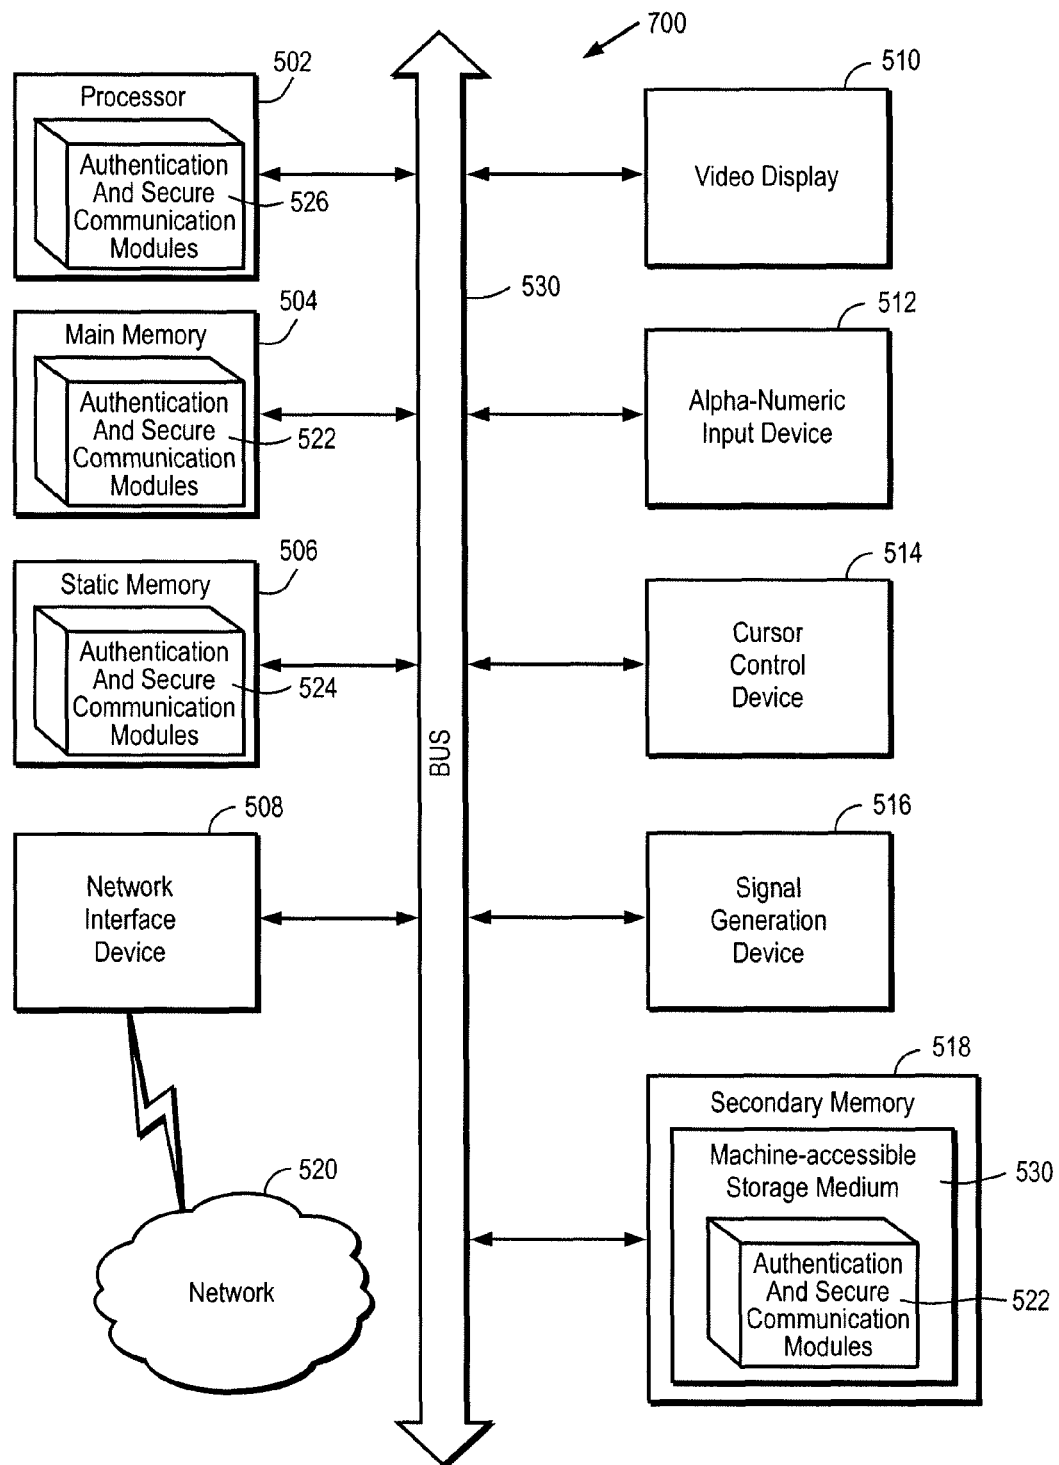 700
502
Processor
Authentication
And Secure
Communication
Modules
526
504
Main Memory
Authentication
And Secure
Communication
Modules
522
506
Static Memory
Authentication
And Secure
Communication
Modules
524
508
Network
Interface
Device
520
Network
BUS
530
510
Video Display
512
Alpha-Numeric
Input Device
514
Cursor
Control
Device
516
Signal
Generation
Device
518
Secondary Memory
Machine-accessible
Storage Medium
530
Authentication
And Secure
Communication
Modules
522